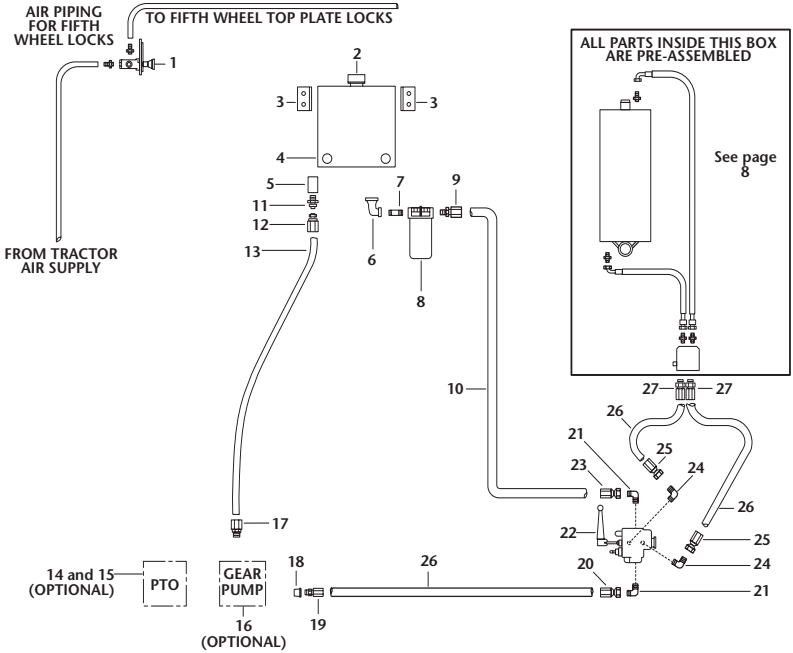 AIR PIPING
FOR FIFTH
WHEEL LOCKS
TO FIFTH WHEEL TOP PLATE LOCKS
1
2
3
3
4
5
11
12
13
FROM TRACTOR
AIR SUPPLY
6
7
8
9
10
ALL PARTS INSIDE THIS BOX
ARE PRE-ASSEMBLED
See page
8
27
27
26
25
21
24
23
26
22
25
24
17
14 and 15
(OPTIONAL)
PTO
GEAR
PUMP
16
(OPTIONAL)
18
19
26
20
21